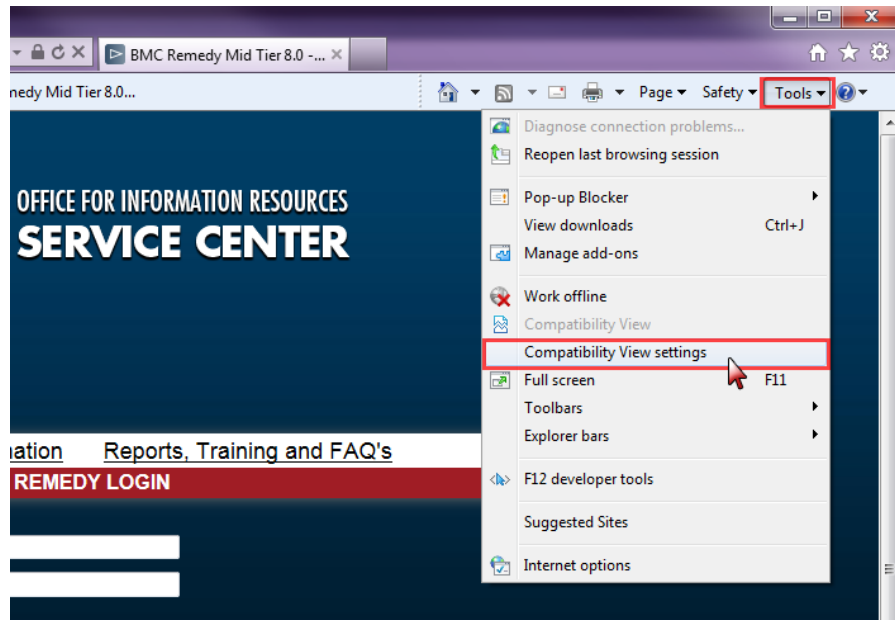 BMC Remedy Mid Tier 8.0 -...
medy Mid Tier 8.0...
Page
Safety
Tools
Diagnose connection problems...
Reopen last browsing session
Pop-up Blocker
View downloads Ctrl+J
Manage add-ons
Work offline
Compatibility View
Compatibility View settings
Full screen F11
Toolbars
Explorer bars
F12 developer tools
Suggested Sites
Internet options
OFFICE FOR INFORMATION RESOURCES
SERVICE CENTER
ation Reports, Training and FAQ's
REMEDY LOGIN